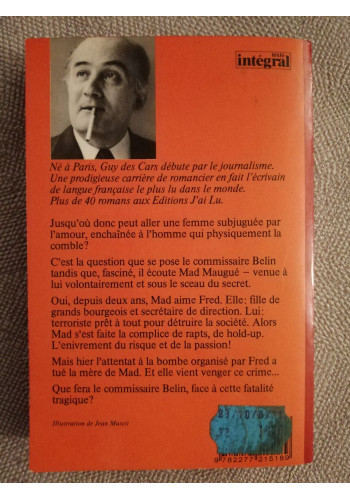 texte
intégral
Né à Paris, Guy des Cars débute par le journalisme.
Une prodigieuse carrière de romancier en fait l'écrivain
de langue française le plus lu dans le monde.
Plus de 40 romans aux Editions J'ai Lu.
Jusqu'où donc peut aller une femme subjuguée par
l'amour, enchaînée à l'homme qui physiquement la
comble?
C'est la question que se pose le commissaire Belin
tandis que, fasciné, il écoute Mad Maugué – venue à
lui volontairement et sous le sceau du secret.
Oui, depuis deux ans, Mad aime Fred. Elle: fille de
grands bourgeois et secrétaire de direction. Lui:
terroriste prêt à tout pour détruire la société. Alors
Mad s'est faite la complice de rapts, de hold-up.
L'énivrement du risque et de la passion!
Mais hier l'attentat à la bombe organisé par Fred a
tué la mère de Mad. Et elle vient venger ce crime...
Que fera le commissaire Belin, face à cette fatalité
tragique?
Illustration de Jean Mascii
9782277215189